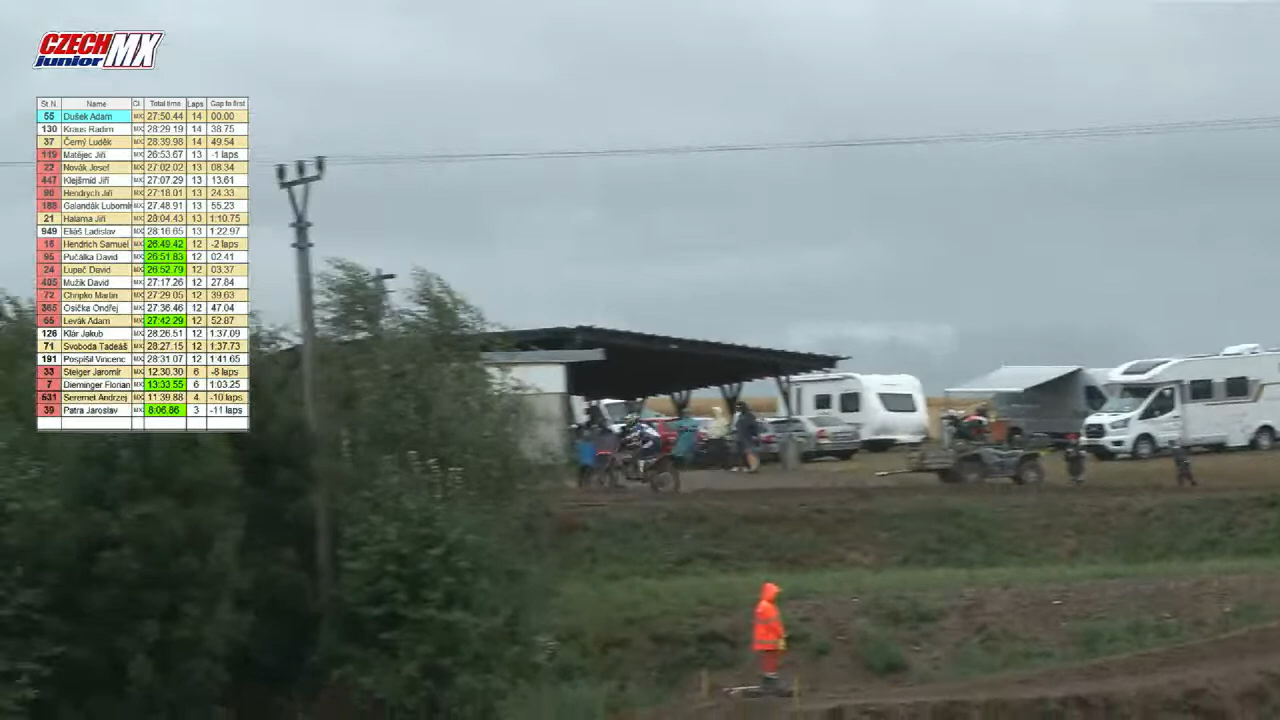 CZECH
junior MX
St.N. Name Cl. Total time Laps Gap to first
55 Dušek Adam MX 27:50.44 14 00.00
130 Kraus Radim MX 28:29.19 14 38.75
37 Černý Luděk MX 28:39.98 14 49.54
119 Matějec Jiří MX 26:53.67 13 -1 laps
22 Novák Josef MX 27:02.02 13 08.34
447 Klejšmíd Jiří MX 27:07.29 13 13.61
90 Hendrych Jiří MX 27:18.01 13 24.33
188 Galandák Lubomír MX 27:48.91 13 55.23
21 Halama Jiří MX 28:04.43 13 1:10.75
949 Eliáš Ladislav MX 28:16.65 13 1:22.97
16 Hendrich Samuel MX 26:49.42 12 -2 laps
95 Pučálka David MX 26:51.83 12 02.41
24 Lupeč David MX 26:52.79 12 03.37
405 Mužík David MX 27:17.26 12 27.84
72 Chripko Martin MX 27:29.05 12 39.63
365 Osička Ondřej MX 27:36.46 12 47.04
65 Levák Adam MX 27:42.29 12 52.87
126 Klár Jakub MX 28:26.51 12 1:37.09
71 Svoboda Tadeáš MX 28:27.15 12 1:37.73
191 Pospíšil Vincenc MX 28:31.07 12 1:41.65
33 Steiger Jaromír MX 12:30.30 6 -8 laps
7 Dieminger Florian MX 13:33.55 6 1:03.25
631 Seremet Andrzej MX 11:39.88 4 -10 laps
39 Patra Jaroslav MX 8:06.86 3 -11 laps